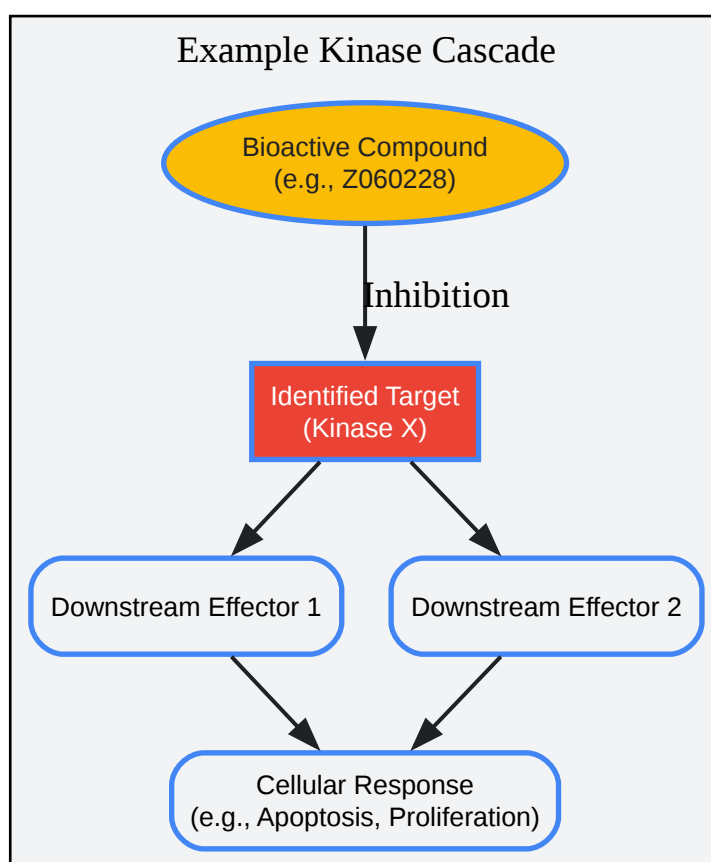 Example Kinase Cascade
Bioactive Compound
(e.g., Z060228)
Inhibition
Identified Target
(Kinase X)
Downstream Effector 1
Downstream Effector 2
Cellular Response
(e.g., Apoptosis, Proliferation)